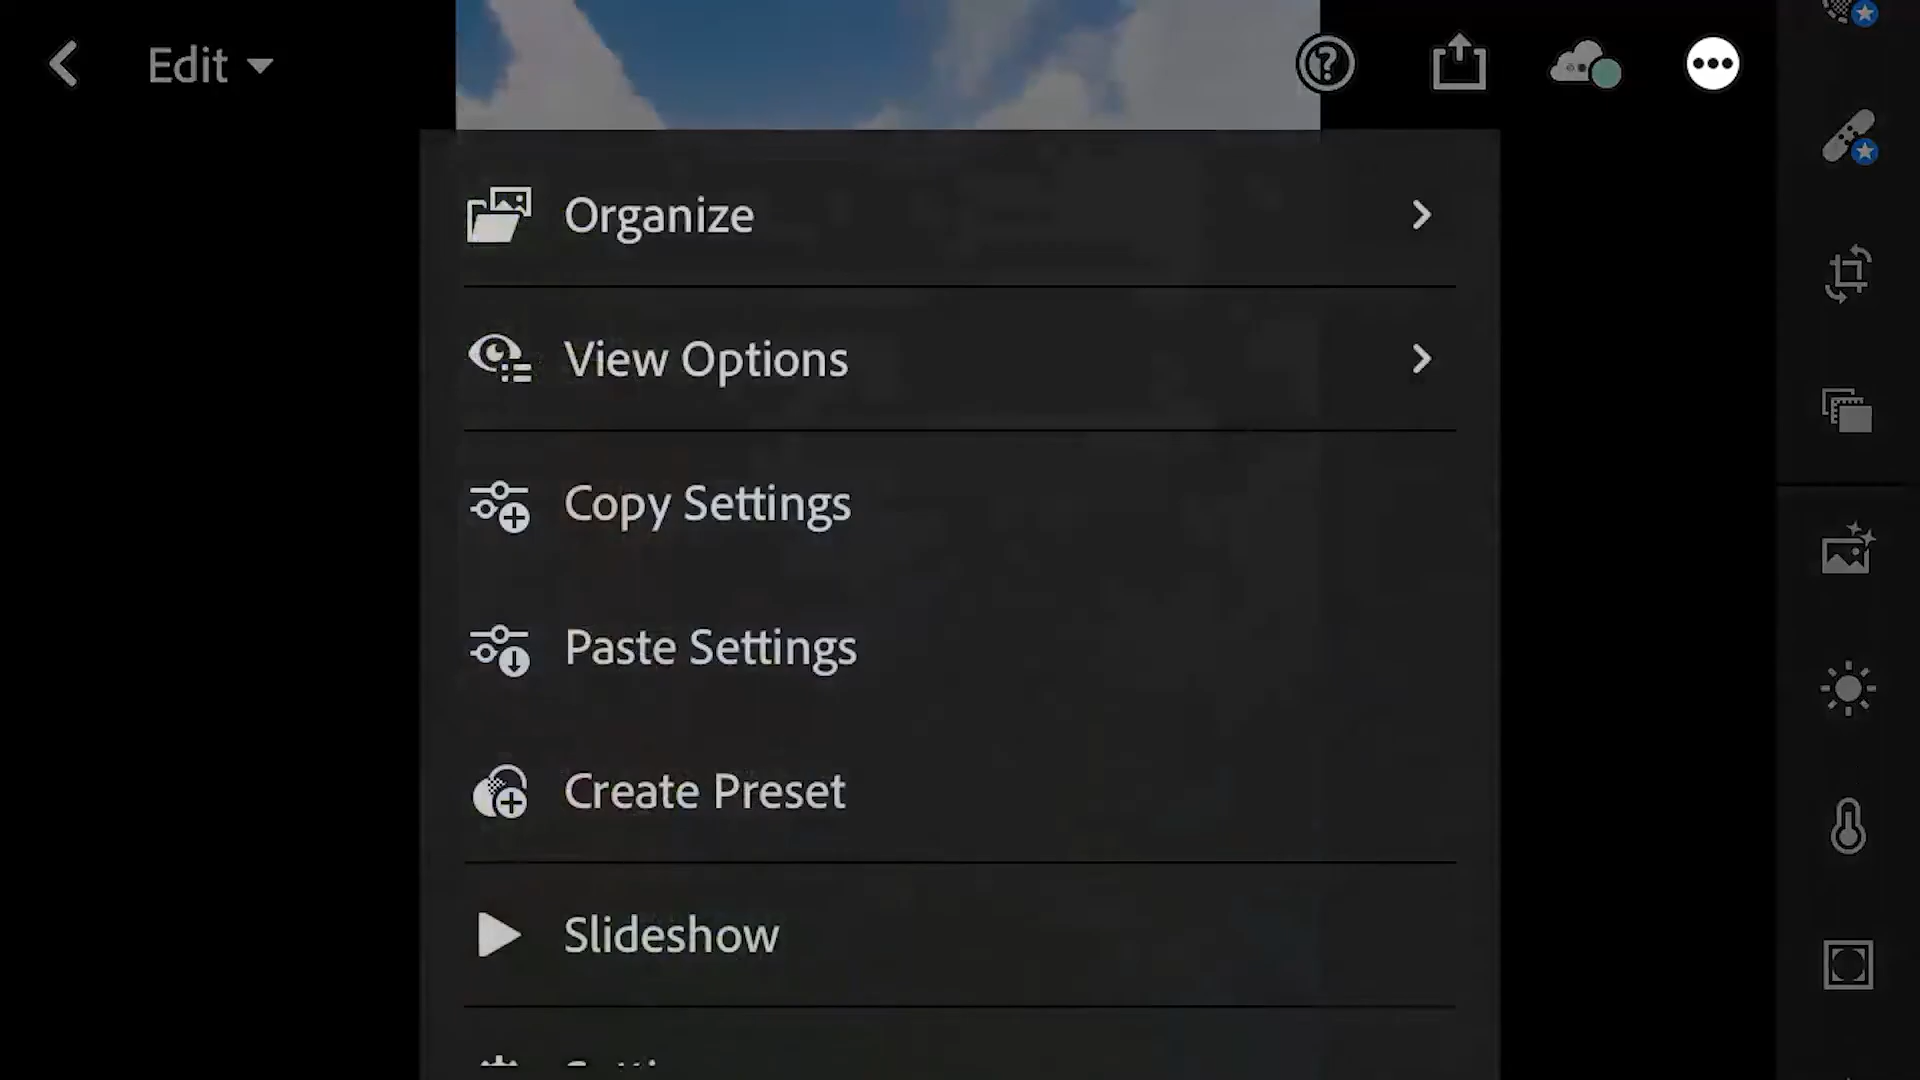 Edit
Organize
View Options
Copy Settings
Paste Settings
Create Preset
Slideshow